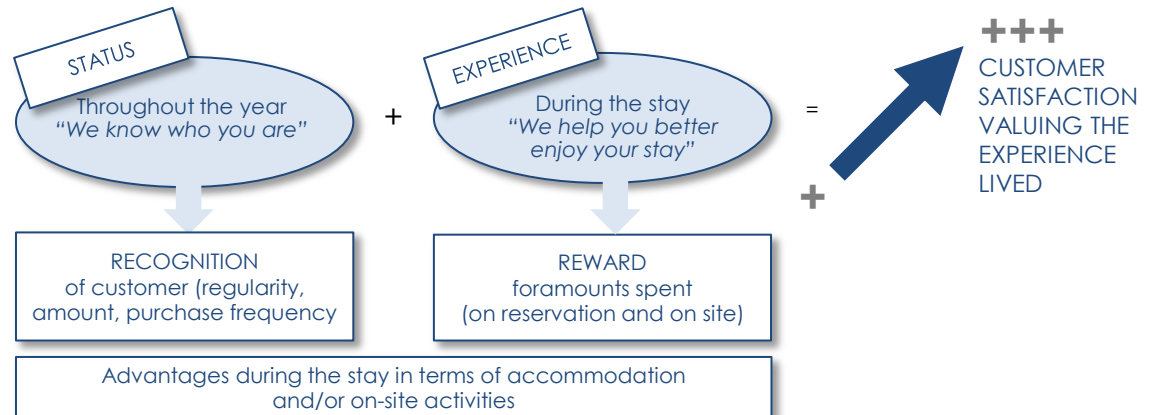 STATUS
Throughout the year
“We know who you are”
+
EXPERIENCE
During the stay
“We help you better
enjoy your stay”
=
+
+++
CUSTOMER
SATISFACTION
VALUING THE
EXPERIENCE
LIVED
RECOGNITION
of customer (regularity,
amount, purchase frequency
REWARD
foramounts spent
(on reservation and on site)
Advantages during the stay in terms of accommodation
and/or on-site activities